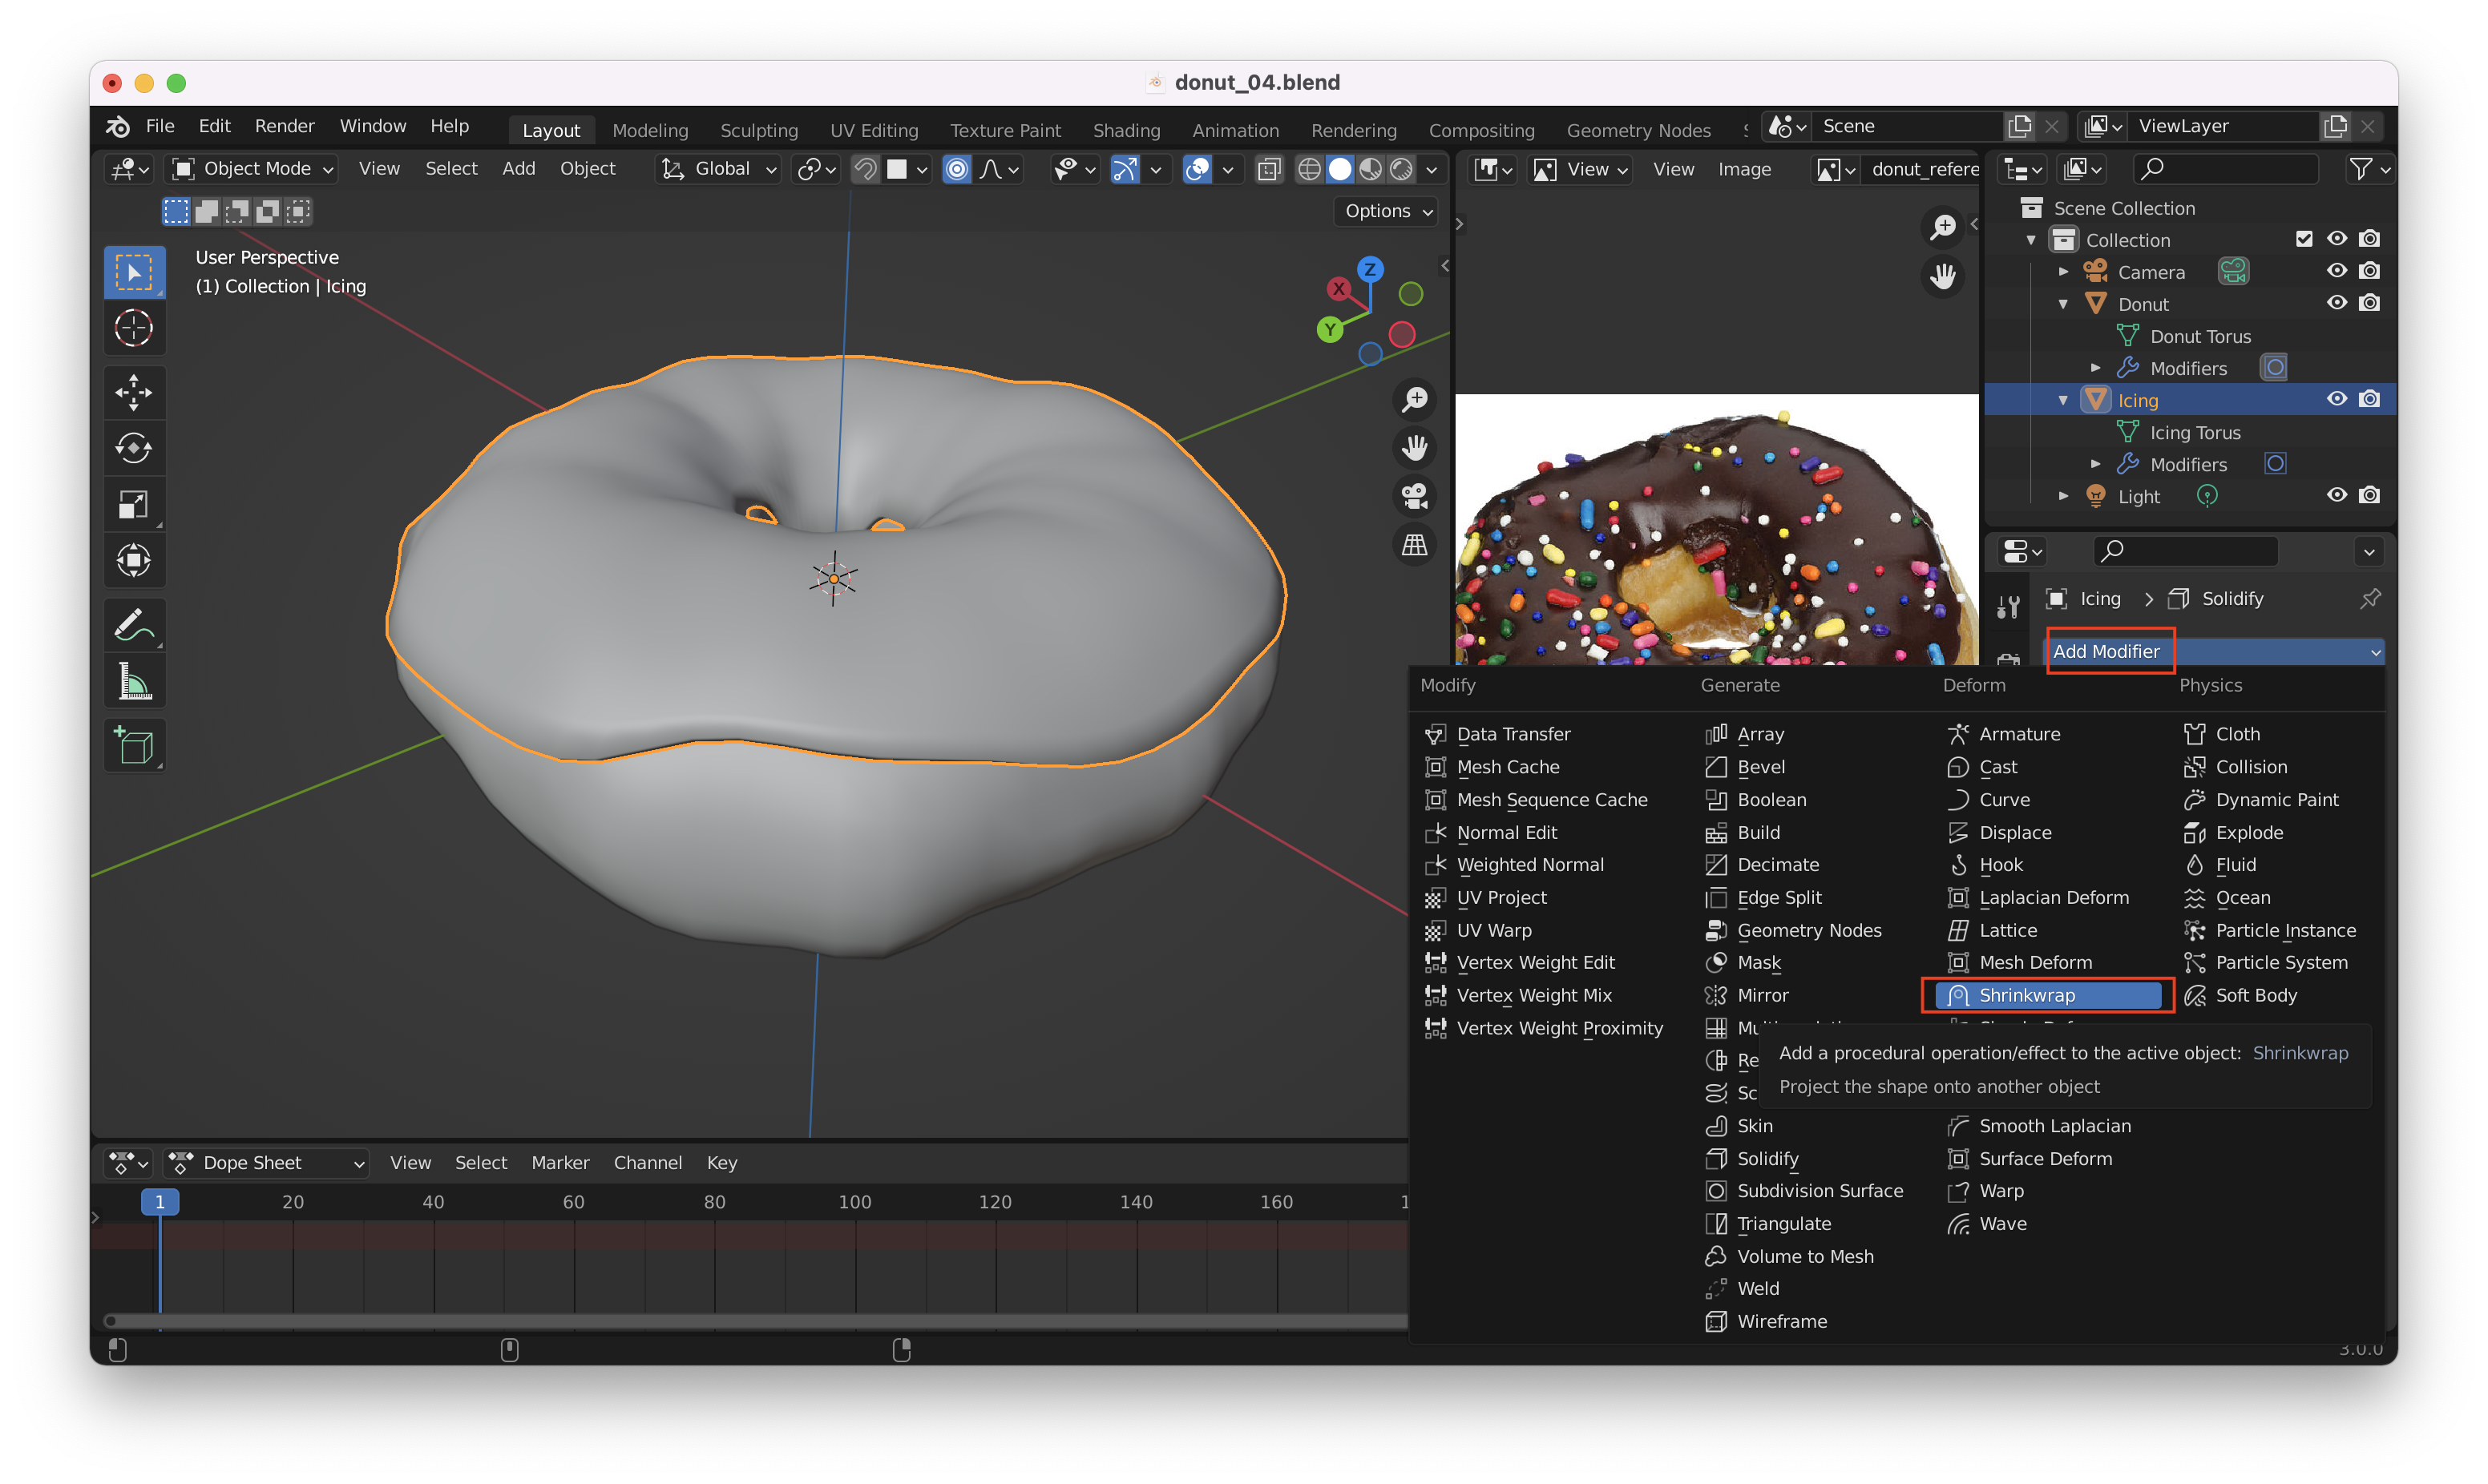 donut_04.blend
File Edit Render Window Help Layout Modeling Sculpting UV Editing Texture Paint Shading Animation Rendering Compositing Geometry Nodes Scene ViewLayer
Object Mode View Select Add Object Global View View Image donut_refere
Options
User Perspective
(1) Collection | Icing
Z
X
Y
Scene Collection
Collection
Camera
Donut
Donut Torus
Modifiers
Icing
Icing Torus
Modifiers
Light
Icing > Solidify
Add Modifier
Modify
Data Transfer
Mesh Cache
Mesh Sequence Cache
Normal Edit
Weighted Normal
UV Project
UV Warp
Vertex Weight Edit
Vertex Weight Mix
Vertex Weight Proximity
Generate
Array
Bevel
Boolean
Build
Decimate
Edge Split
Geometry Nodes
Mask
Mirror
Skin
Solidify
Subdivision Surface
Triangulate
Volume to Mesh
Weld
Wireframe
Deform
Armature
Cast
Curve
Displace
Hook
Laplacian Deform
Lattice
Mesh Deform
Shrinkwrap
Smooth Laplacian
Surface Deform
Warp
Wave
Physics
Cloth
Collision
Dynamic Paint
Explode
Fluid
Ocean
Particle Instance
Particle System
Soft Body
Add a procedural operation/effect to the active object: Shrinkwrap
Project the shape onto another object
Dope Sheet View Select Marker Channel Key
1 20 40 60 80 100 120 140 160
3.0.0